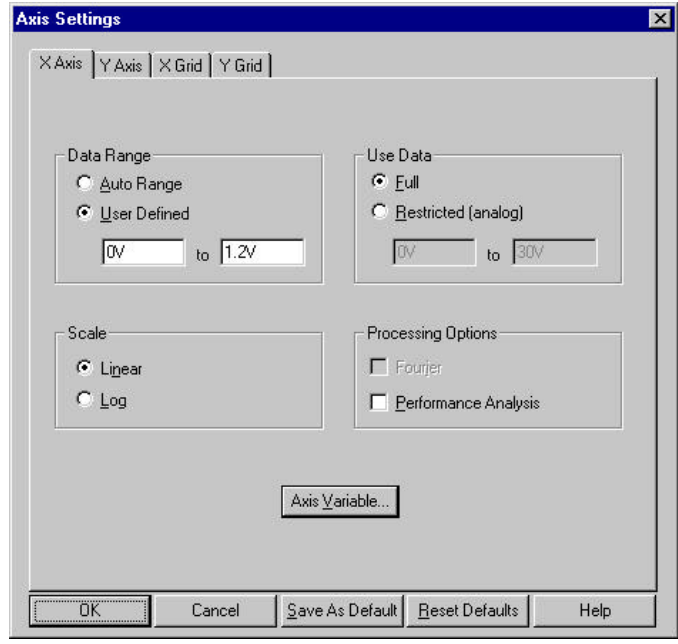 Axis Settings
X Axis Y Axis X Grid Y Grid
Data Range
Auto Range
User Defined
0V to 1.2V
Use Data
Full
Restricted (analog)
0V to 30V
Scale
Linear
Log
Processing Options
Fourier
Performance Analysis
Axis Variable...
OK Cancel Save As Default Reset Defaults Help